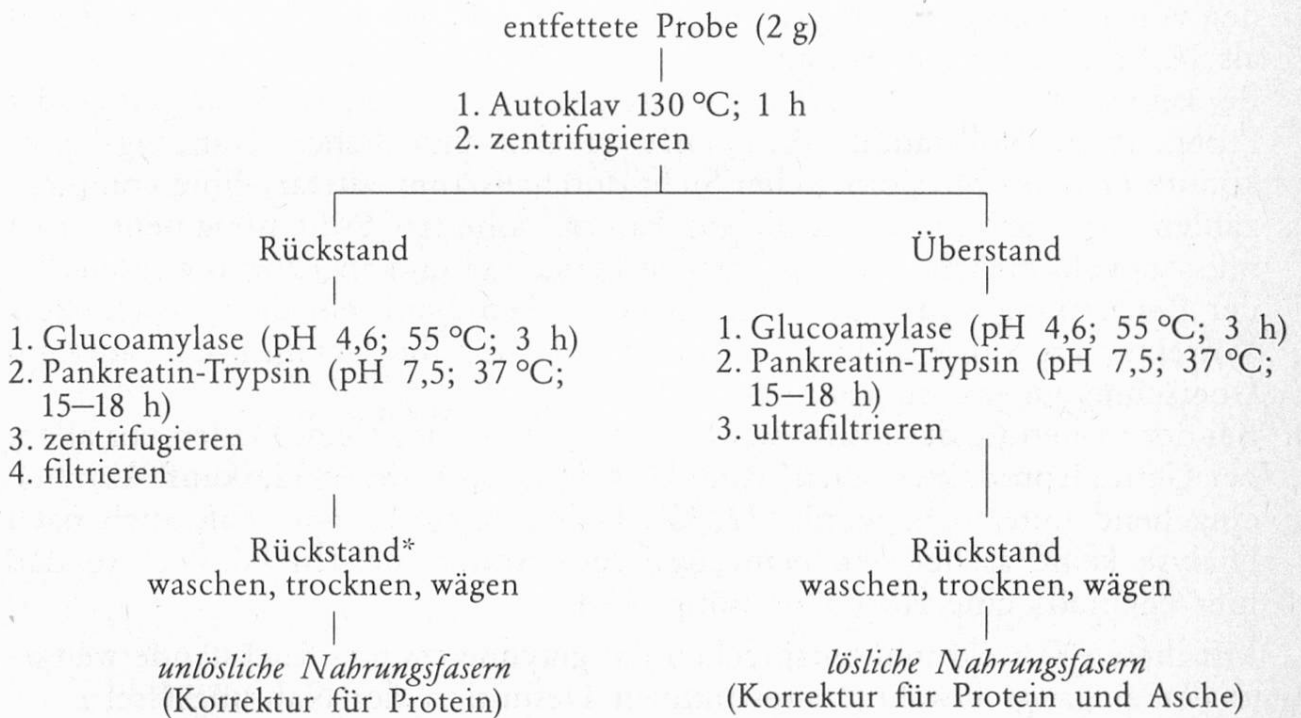 entfettete Probe (2 g)
1. Autoklav 130 °C; 1 h
2. zentrifugieren
Rückstand
1. Glucoamylase (pH 4,6; 55 °C; 3 h)
2. Pankreatin-Trypsin (pH 7,5; 37 °C;
15—18 h)
3. zentrifugieren
4. filtrieren
Rückstand*
waschen, trocknen, wägen
unlösliche Nahrungsfasern
(Korrektur für Protein)
Überstand
1. Glucoamylase (pH 4,6; 55 °C; 3 h)
2. Pankreatin-Trypsin (pH 7,5; 37 °C;
15—18 h)
3. ultrafiltrieren
Rückstand
waschen, trocknen, wägen
lösliche Nahrungsfasern
(Korrektur für Protein und Asche)